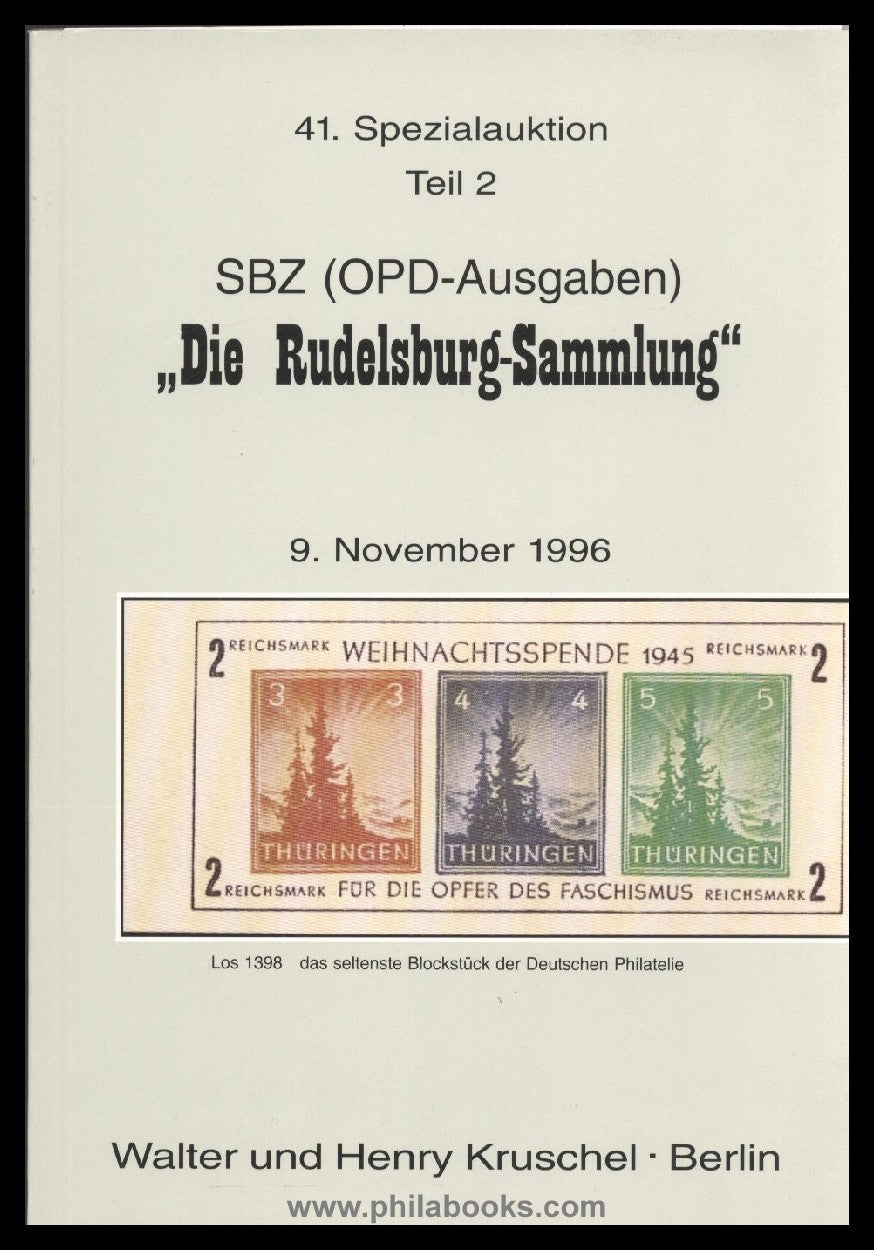 41. Spezialauktion
Teil 2
SBZ (OPD-Ausgaben)
„Die Rudelsburg-Sammlung“
9. November 1996
2 REICHSMARK WEIHNACHTSSPENDE 1945 REICHSMARK 2
3 3 4 4 5 5
THÜRINGEN THÜRINGEN THÜRINGEN
2 REICHSMARK FÜR DIE OPFER DES FASCHISMUS REICHSMARK 2
Los 1398 das seltenste Blockstück der Deutschen Philatelie
Walter und Henry Kruschel · Berlin
www.philabooks.com